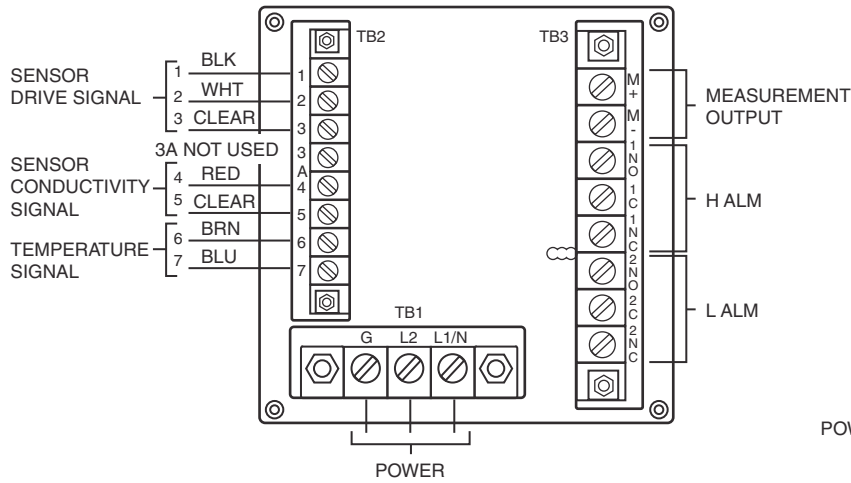 TB2
TB3
SENSOR
DRIVE SIGNAL
1 BLK
2 WHT
3 CLEAR
3A NOT USED
SENSOR
CONDUCTIVITY
SIGNAL
4 RED
5 CLEAR
TEMPERATURE
SIGNAL
6 BRN
7 BLU
1
2
3
3
A
4
5
6
7
M
+
M
-
1
N
O
1
C
1
N
C
2
N
O
2
C
2
N
C
MEASUREMENT
OUTPUT
H ALM
L ALM
TB1
G L2 L1/N
POWER